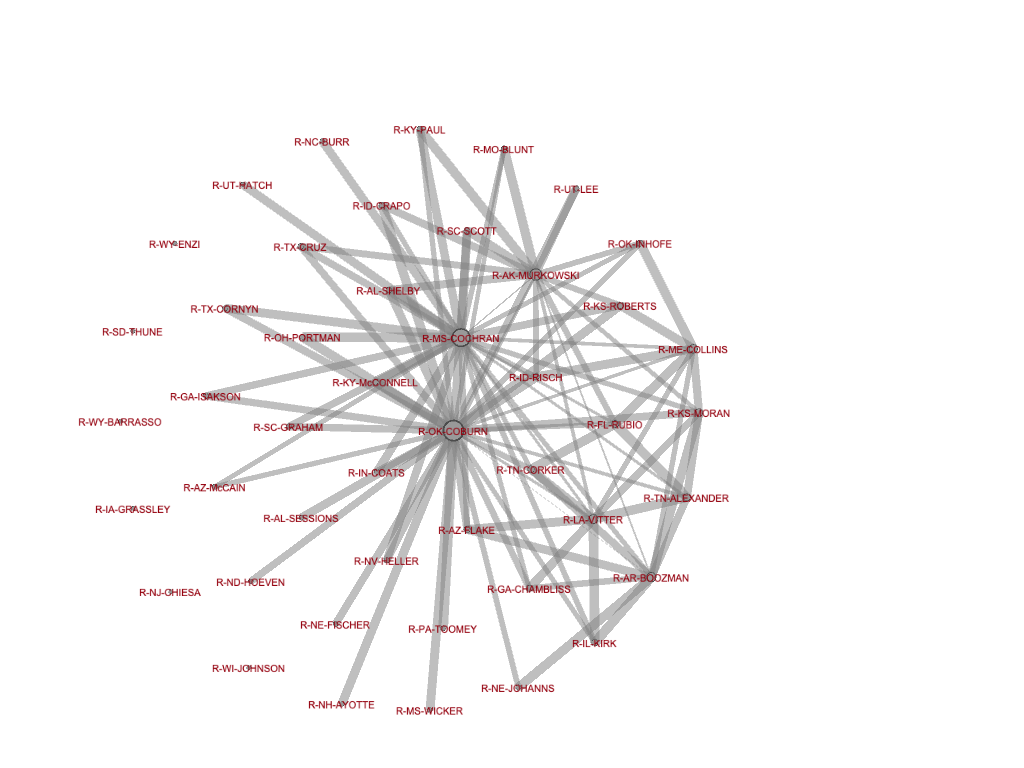 R-KY-PAUL
R-NC-BURR
R-MO-BLUNT
R-UT-HATCH
R-UT-LEE
R-ID-CRAPO
R-SC-SCOTT
R-WY-ENZI
R-TX-CRUZ
R-OK-INHOFE
R-AK-MURKOWSKI
R-AL-SHELBY
R-TX-CORNYN
R-KS-ROBERTS
R-SD-THUNE
R-OH-PORTMAN
R-MS-COCHRAN
R-ME-COLLINS
R-KY-McCONNELL
R-ID-RISCH
R-GA-ISAKSON
R-KS-MORAN
R-WY-BARRASSO
R-SC-GRAHAM
R-OK-COBURN
R-FL-RUBIO
R-IN-COATS
R-TN-CORKER
R-AZ-McCAIN
R-TN-ALEXANDER
R-IA-GRASSLEY
R-AL-SESSIONS
R-LA-VITTER
R-AZ-FLAKE
R-NV-HELLER
R-ND-HOEVEN
R-AR-BOOZMAN
R-NJ-CHIESA
R-GA-CHAMBLISS
R-NE-FISCHER
R-PA-TOOMEY
R-IL-KIRK
R-WI-JOHNSON
R-NE-JOHANNS
R-NH-AYOTTE
R-MS-WICKER